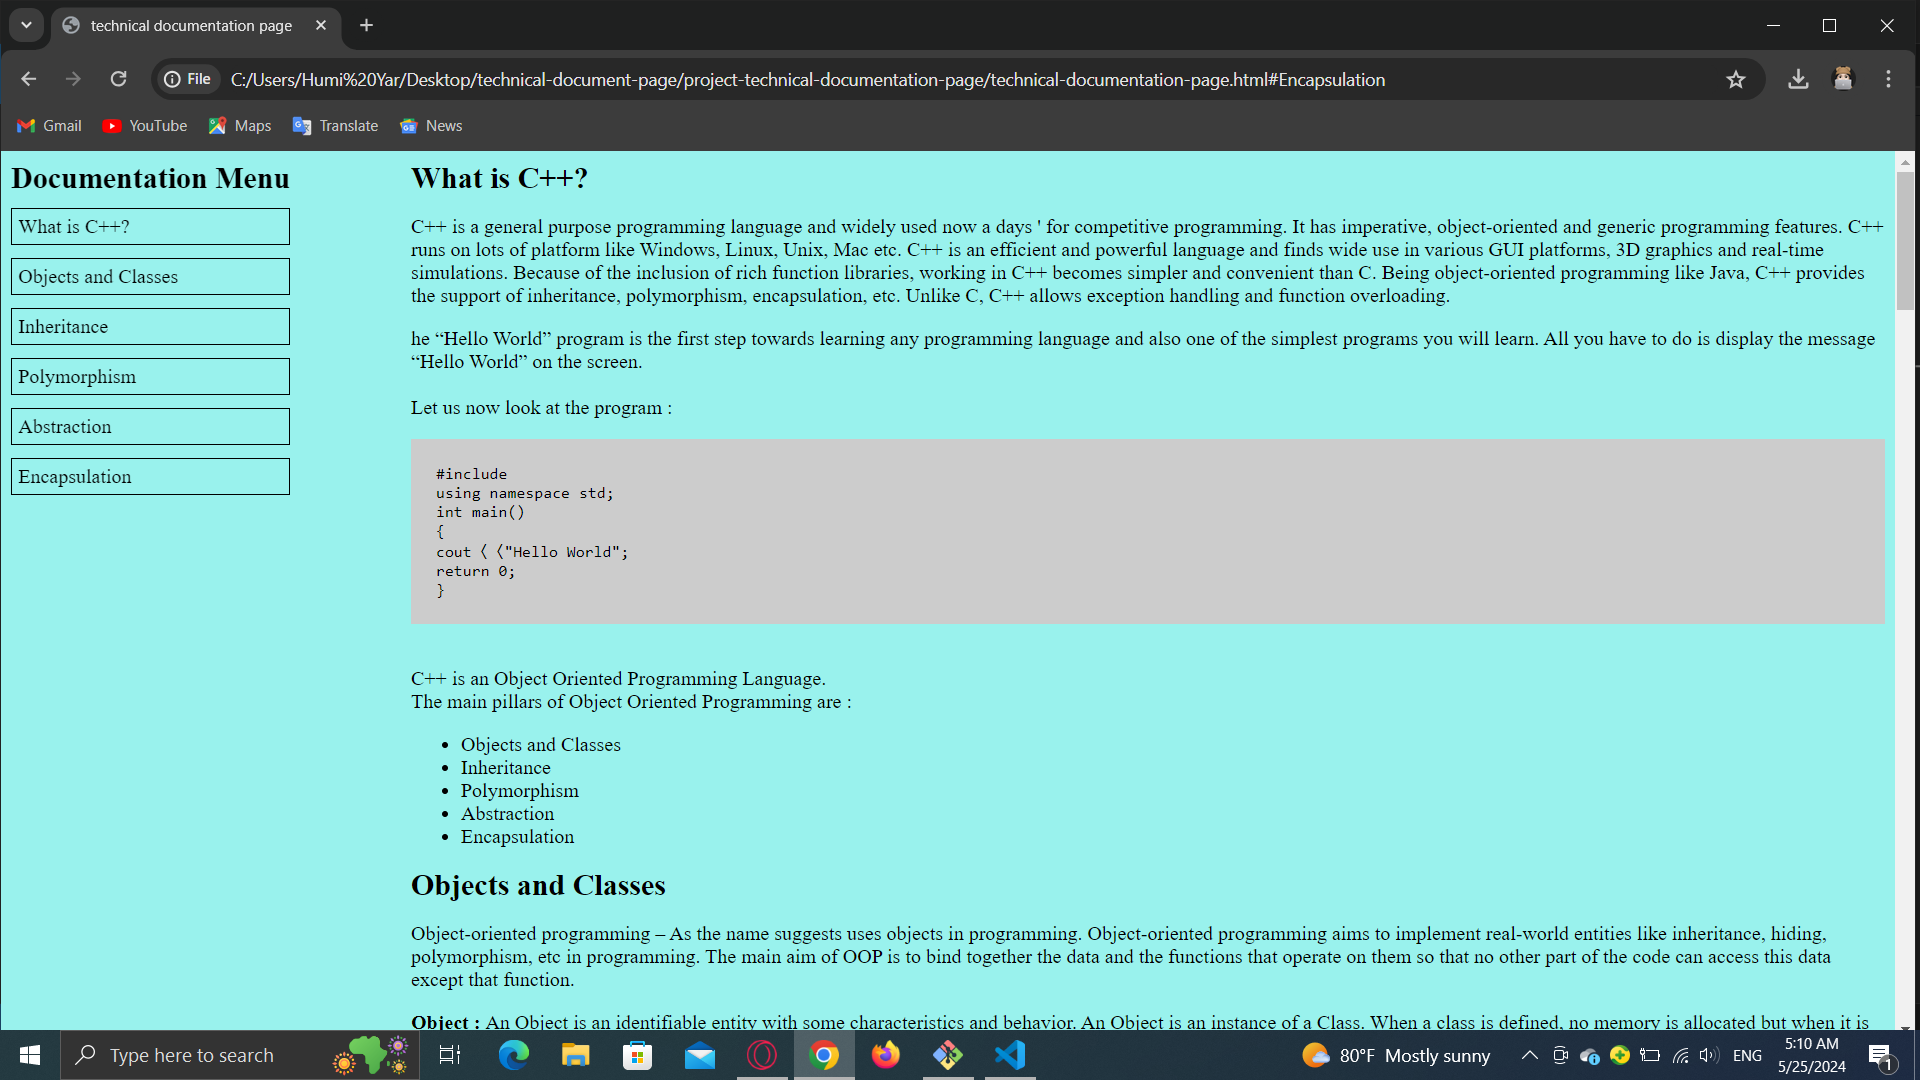 technical documentation page
File
C:/Users/Humi%20Yar/Desktop/technical-document-page/project-technical-documentation-page/technical-documentation-page.html#Encapsulation
Gmail
YouTube
Maps
Translate
News
Documentation Menu
What is C++?
Objects and Classes
Inheritance
Polymorphism
Abstraction
Encapsulation
What is C++?
C++ is a general purpose programming language and widely used now a days ' for competitive programming. It has imperative, object-oriented and generic programming features. C++
runs on lots of platform like Windows, Linux, Unix, Mac etc. C++ is an efficient and powerful language and finds wide use in various GUI platforms, 3D graphics and real-time
simulations. Because of the inclusion of rich function libraries, working in C++ becomes simpler and convenient than C. Being object-oriented programming like Java, C++ provides
the support of inheritance, polymorphism, encapsulation, etc. Unlike C, C++ allows exception handling and function overloading.
he “Hello World” program is the first step towards learning any programming language and also one of the simplest programs you will learn. All you have to do is display the message
“Hello World” on the screen.
Let us now look at the program :
#include
using namespace std;
int main()
{
cout〈〈"Hello World";
return 0;
}
C++ is an Object Oriented Programming Language.
The main pillars of Object Oriented Programming are :
• Objects and Classes
• Inheritance
• Polymorphism
• Abstraction
• Encapsulation
Objects and Classes
Object-oriented programming – As the name suggests uses objects in programming. Object-oriented programming aims to implement real-world entities like inheritance, hiding,
polymorphism, etc in programming. The main aim of OOP is to bind together the data and the functions that operate on them so that no other part of the code can access this data
except that function.
Object : An Object is an identifiable entity with some characteristics and behavior. An Object is an instance of a Class. When a class is defined, no memory is allocated but when it is
Type here to search
80°F Mostly sunny
ENG
5:10 AM
5/25/2024
1